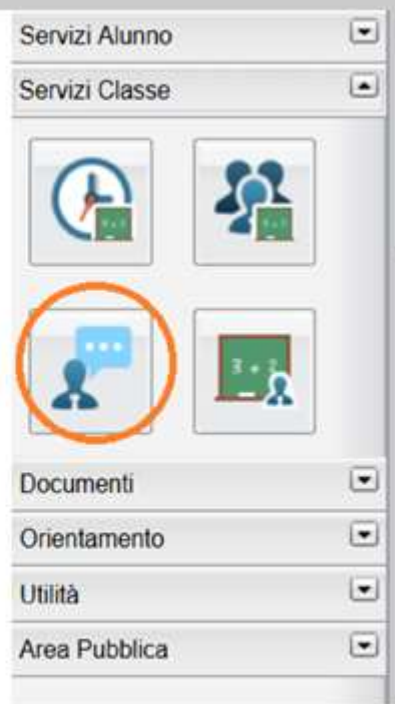 Servizi Alunno
Servizi Classe
Documenti
Orientamento
Utilità
Area Pubblica